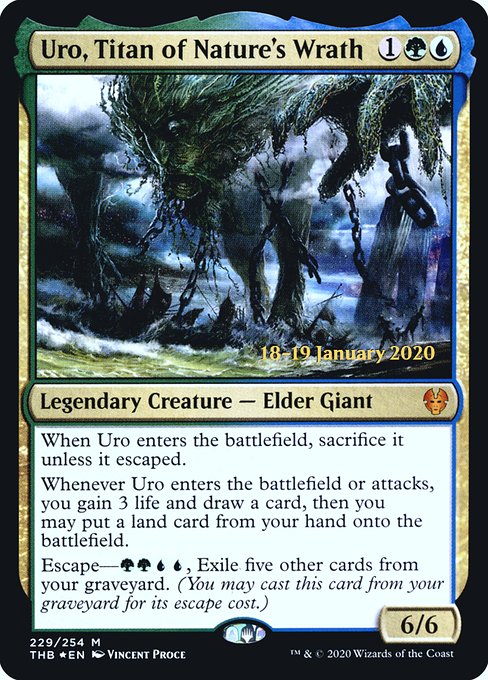 Uro, Titan of Nature's Wrath 1
18-19 January 2020
Legendary Creature — Elder Giant
When Uro enters the battlefield, sacrifice it
unless it escaped.
Whenever Uro enters the battlefield or attacks,
you gain 3 life and draw a card, then you
may put a land card from your hand onto the
battlefield.
Escape—, Exile five other cards from
your graveyard. (You may cast this card from your
graveyard for its escape cost.)
6/6
229/254 M
THB ★ EN Vincent Proce
™ & © 2020 Wizards of the Coast